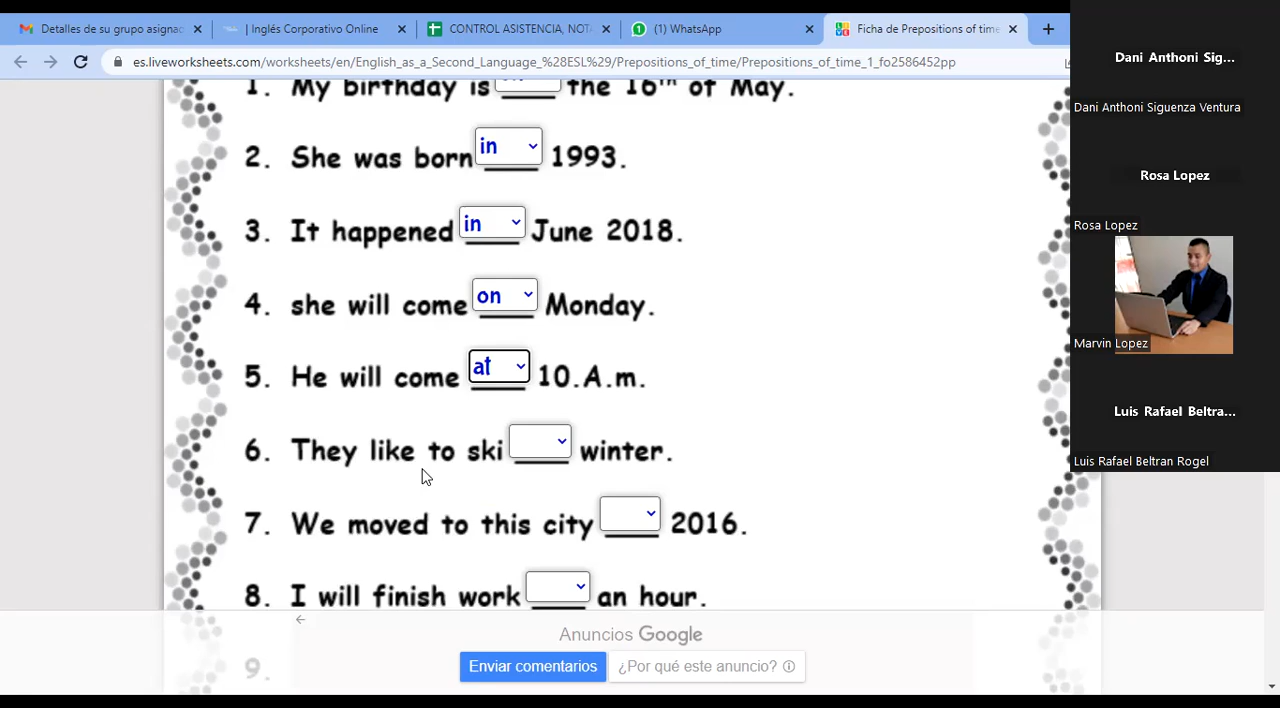 Detalles de su grupo asignac
Inglés Corporativo Online
CONTROL ASISTENCIA, NOTA
(1) WhatsApp
Ficha de Prepositions of time
es.liveworksheets.com/worksheets/en/English_as_a_Second_Language_%28ESL%29/Prepositions_of_time/Prepositions_of_time_1_fo2586452pp
1. My birthday is on the 16th of May.
2. She was born in 1993.
3. It happened in June 2018.
4. she will come on Monday.
5. He will come at 10.A.m.
6. They like to ski winter.
7. We moved to this city 2016.
8. I will finish work an hour.
9.
Anuncios Google
Enviar comentarios
¿Por qué este anuncio?
Dani Anthoni Sig...
Dani Anthoni Siguenza Ventura
Rosa Lopez
Rosa Lopez
Marvin Lopez
Luis Rafael Beltra...
Luis Rafael Beltran Rogel